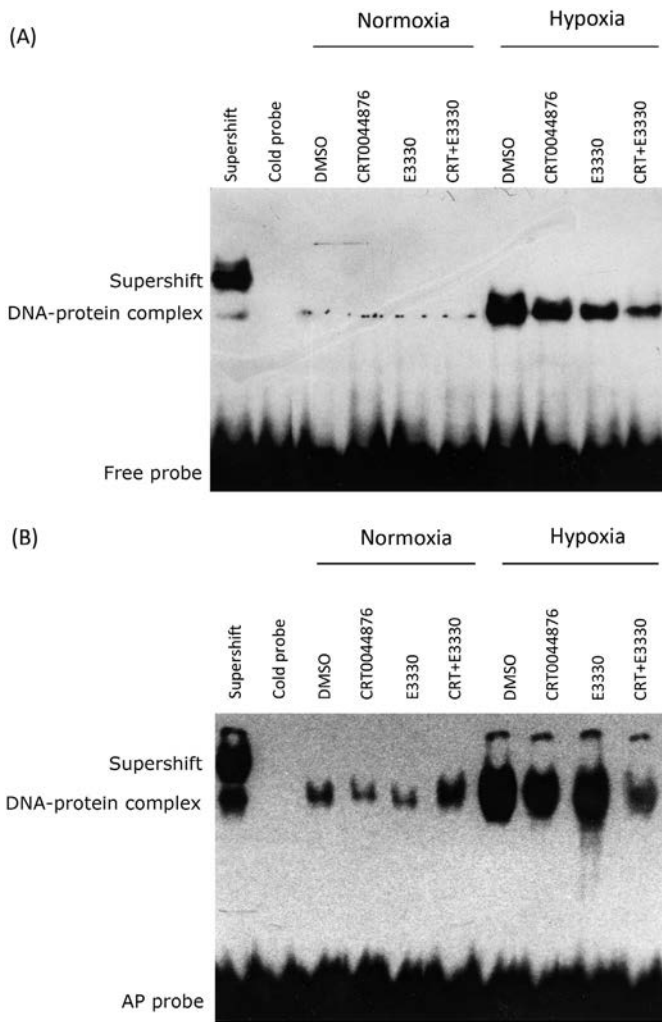 (A)
Normoxia
Hypoxia
Supershift
Cold probe
DMSO
CRT0044876
E3330
CRT+E3330
DMSO
CRT0044876
E3330
CRT+E3330
Supershift
DNA-protein complex
Free probe
(B)
Normoxia
Hypoxia
Supershift
Cold probe
DMSO
CRT0044876
E3330
CRT+E3330
DMSO
CRT0044876
E3330
CRT+E3330
Supershift
DNA-protein complex
AP probe